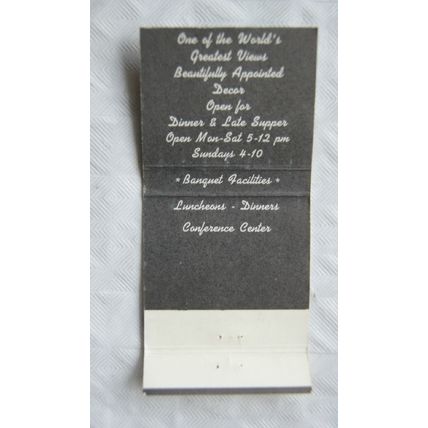 One of the World's
Greatest Views
Beautifully Appointed
Decor
Open for
Dinner & Late Supper
Open Mon-Sat 5-12 pm
Sundays 4-10
* Banquet Facilities *
Luncheons - Dinners
Conference Center